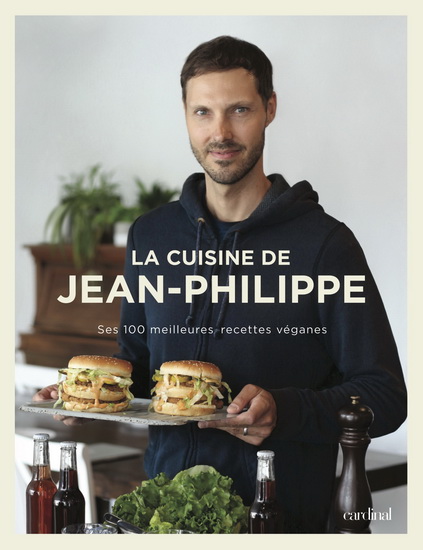 LA CUISINE DE
JEAN-PHILIPPE
Ses 100 meilleures recettes véganes
cardinal